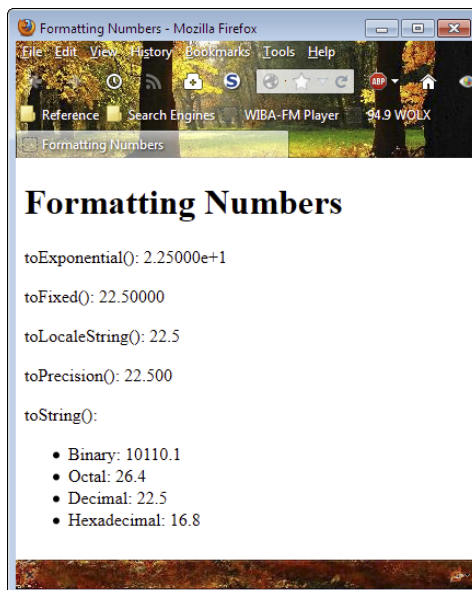 Formatting Numbers - Mozilla Firefox
File Edit View History Bookmarks Tools Help
S
ABP
Reference Search Engines WIBA-FM Player 94.9 WOLX
Formatting Numbers
Formatting Numbers
toExponential(): 2.25000e+1
toFixed(): 22.50000
toLocaleString(): 22.5
toPrecision(): 22.500
toString():
• Binary: 10110.1
• Octal: 26.4
• Decimal: 22.5
• Hexadecimal: 16.8